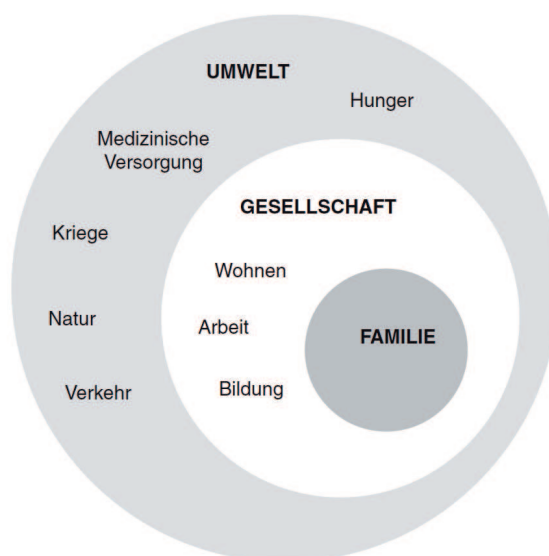 UMWELT
Hunger
Medizinische
Versorgung
GESELLSCHAFT
Kriege
Wohnen
Natur
Arbeit
FAMILIE
Verkehr
Bildung